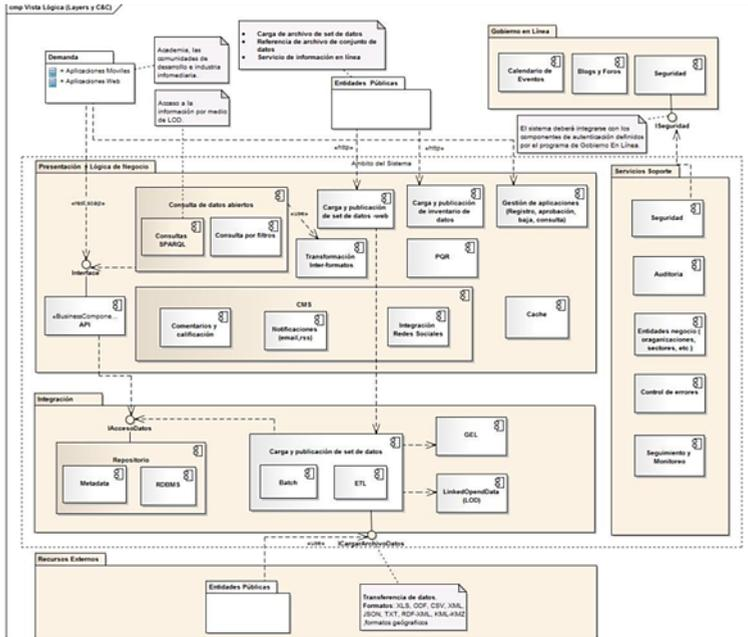 cmp Vista Lógica (Layers y C&C)
Demanda
+ Aplicaciones Moviles
+ Aplicaciones Web
Academia, las
comunidades de
desarrollo e industria
infomediaria.
Acceso a la
información por medio
de LOD.
• Carga de archivo de set de datos
• Referencia de archivo de conjunto de
datos
• Servicio de información en línea
Entidades Públicas
Gobierno en Línea
Calendario de
Eventos
Blogs y Foros
Seguridad
ISeguridad
El sistema deberá integrarse con los
componentes de autenticación definidos
por el programa de Gobierno En Línea.
«http»
«http»
Ambito del Sistema
Presentación y Lógica de Negocio
«rest,soap»
Consulta de datos abiertos
Consultas
SPARQL
Consulta por filtros
«use»
Carga y publicación
de set de datos -web
Carga y publicación
de inventario de
datos
Gestión de aplicaciones
(Registro, aprobación,
baja, consulta)
Transformación
Inter-formatos
PQR
Interface
«BusinessCompone...
API
CMS
Comentarios y
calificación
Notificaciones
(email,rss)
Integración
Redes Sociales
Cache
Servicios Soporte
Seguridad
Auditoria
Entidades negocio (
oraganizaciones,
sectores, etc )
Control de errores
Seguimiento y
Monitoreo
Integración
IAccesoDatos
Repositorio
Metadata
RDBMS
Carga y publicación de set de datos
Batch
ETL
GEL
LinkedOpendData
(LOD)
«use»
ICargarArchivoDatos
Recursos Externos
Entidades Públicas
Transferencia de datos.
Formatos: XLS, ODF, CSV, XML,
JSON, TXT, RDF-XML, KML-KMZ
,formatos geógraficos